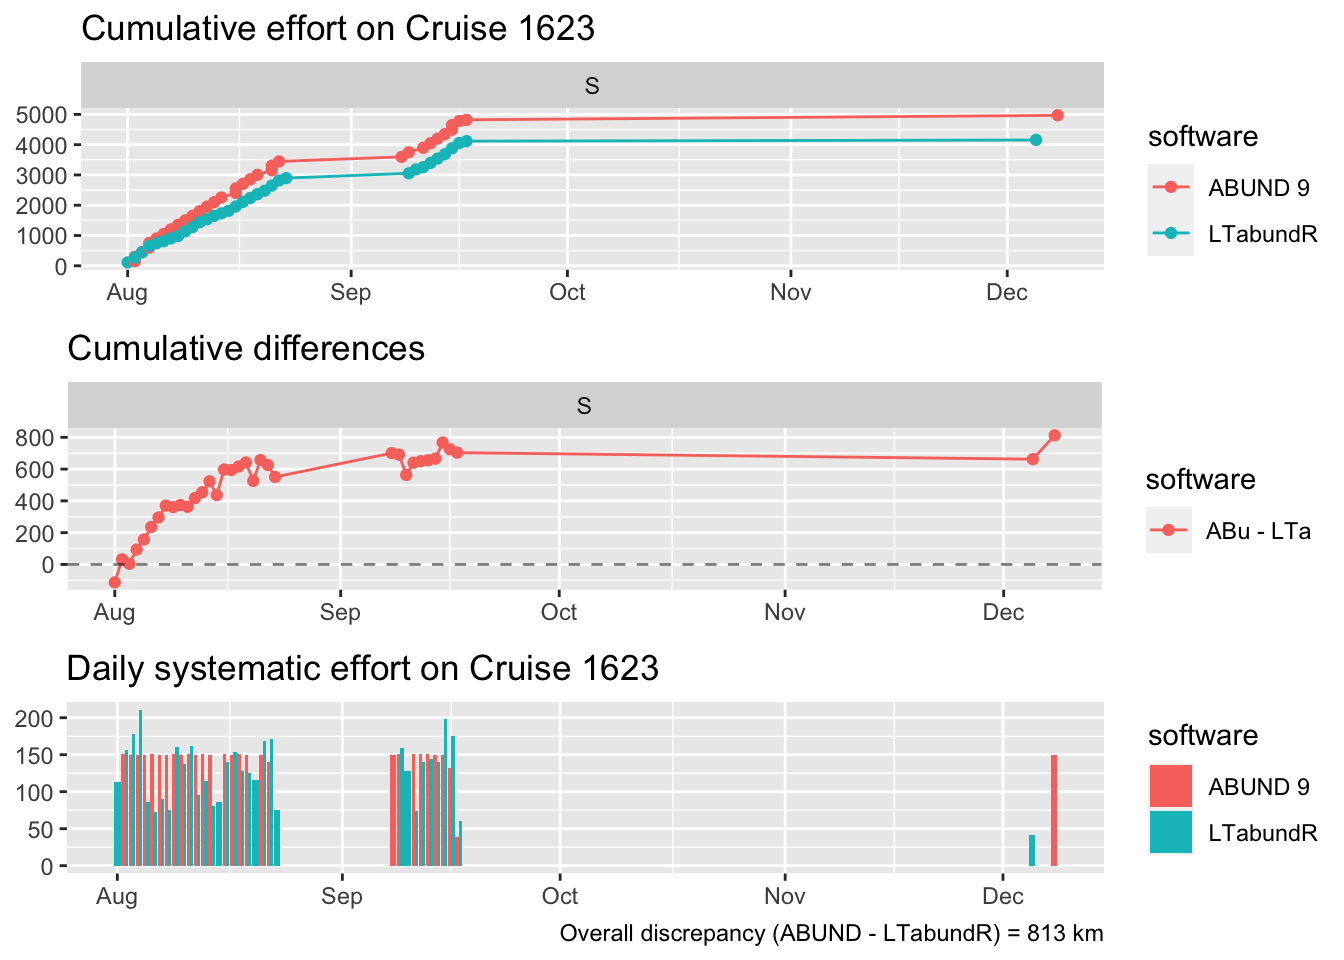 Cumulative effort on Cruise 1623
S
5000
4000
3000
2000
1000
0
Aug Sep Oct Nov Dec
software
ABUND 9
LTabundR
Cumulative differences
S
800
600
400
200
0
Aug Sep Oct Nov Dec
software
ABu - LTa
Daily systematic effort on Cruise 1623
200
150
100
50
0
Aug Sep Oct Nov Dec
software
ABUND 9
LTabundR
Overall discrepancy (ABUND - LTabundR) = 813 km